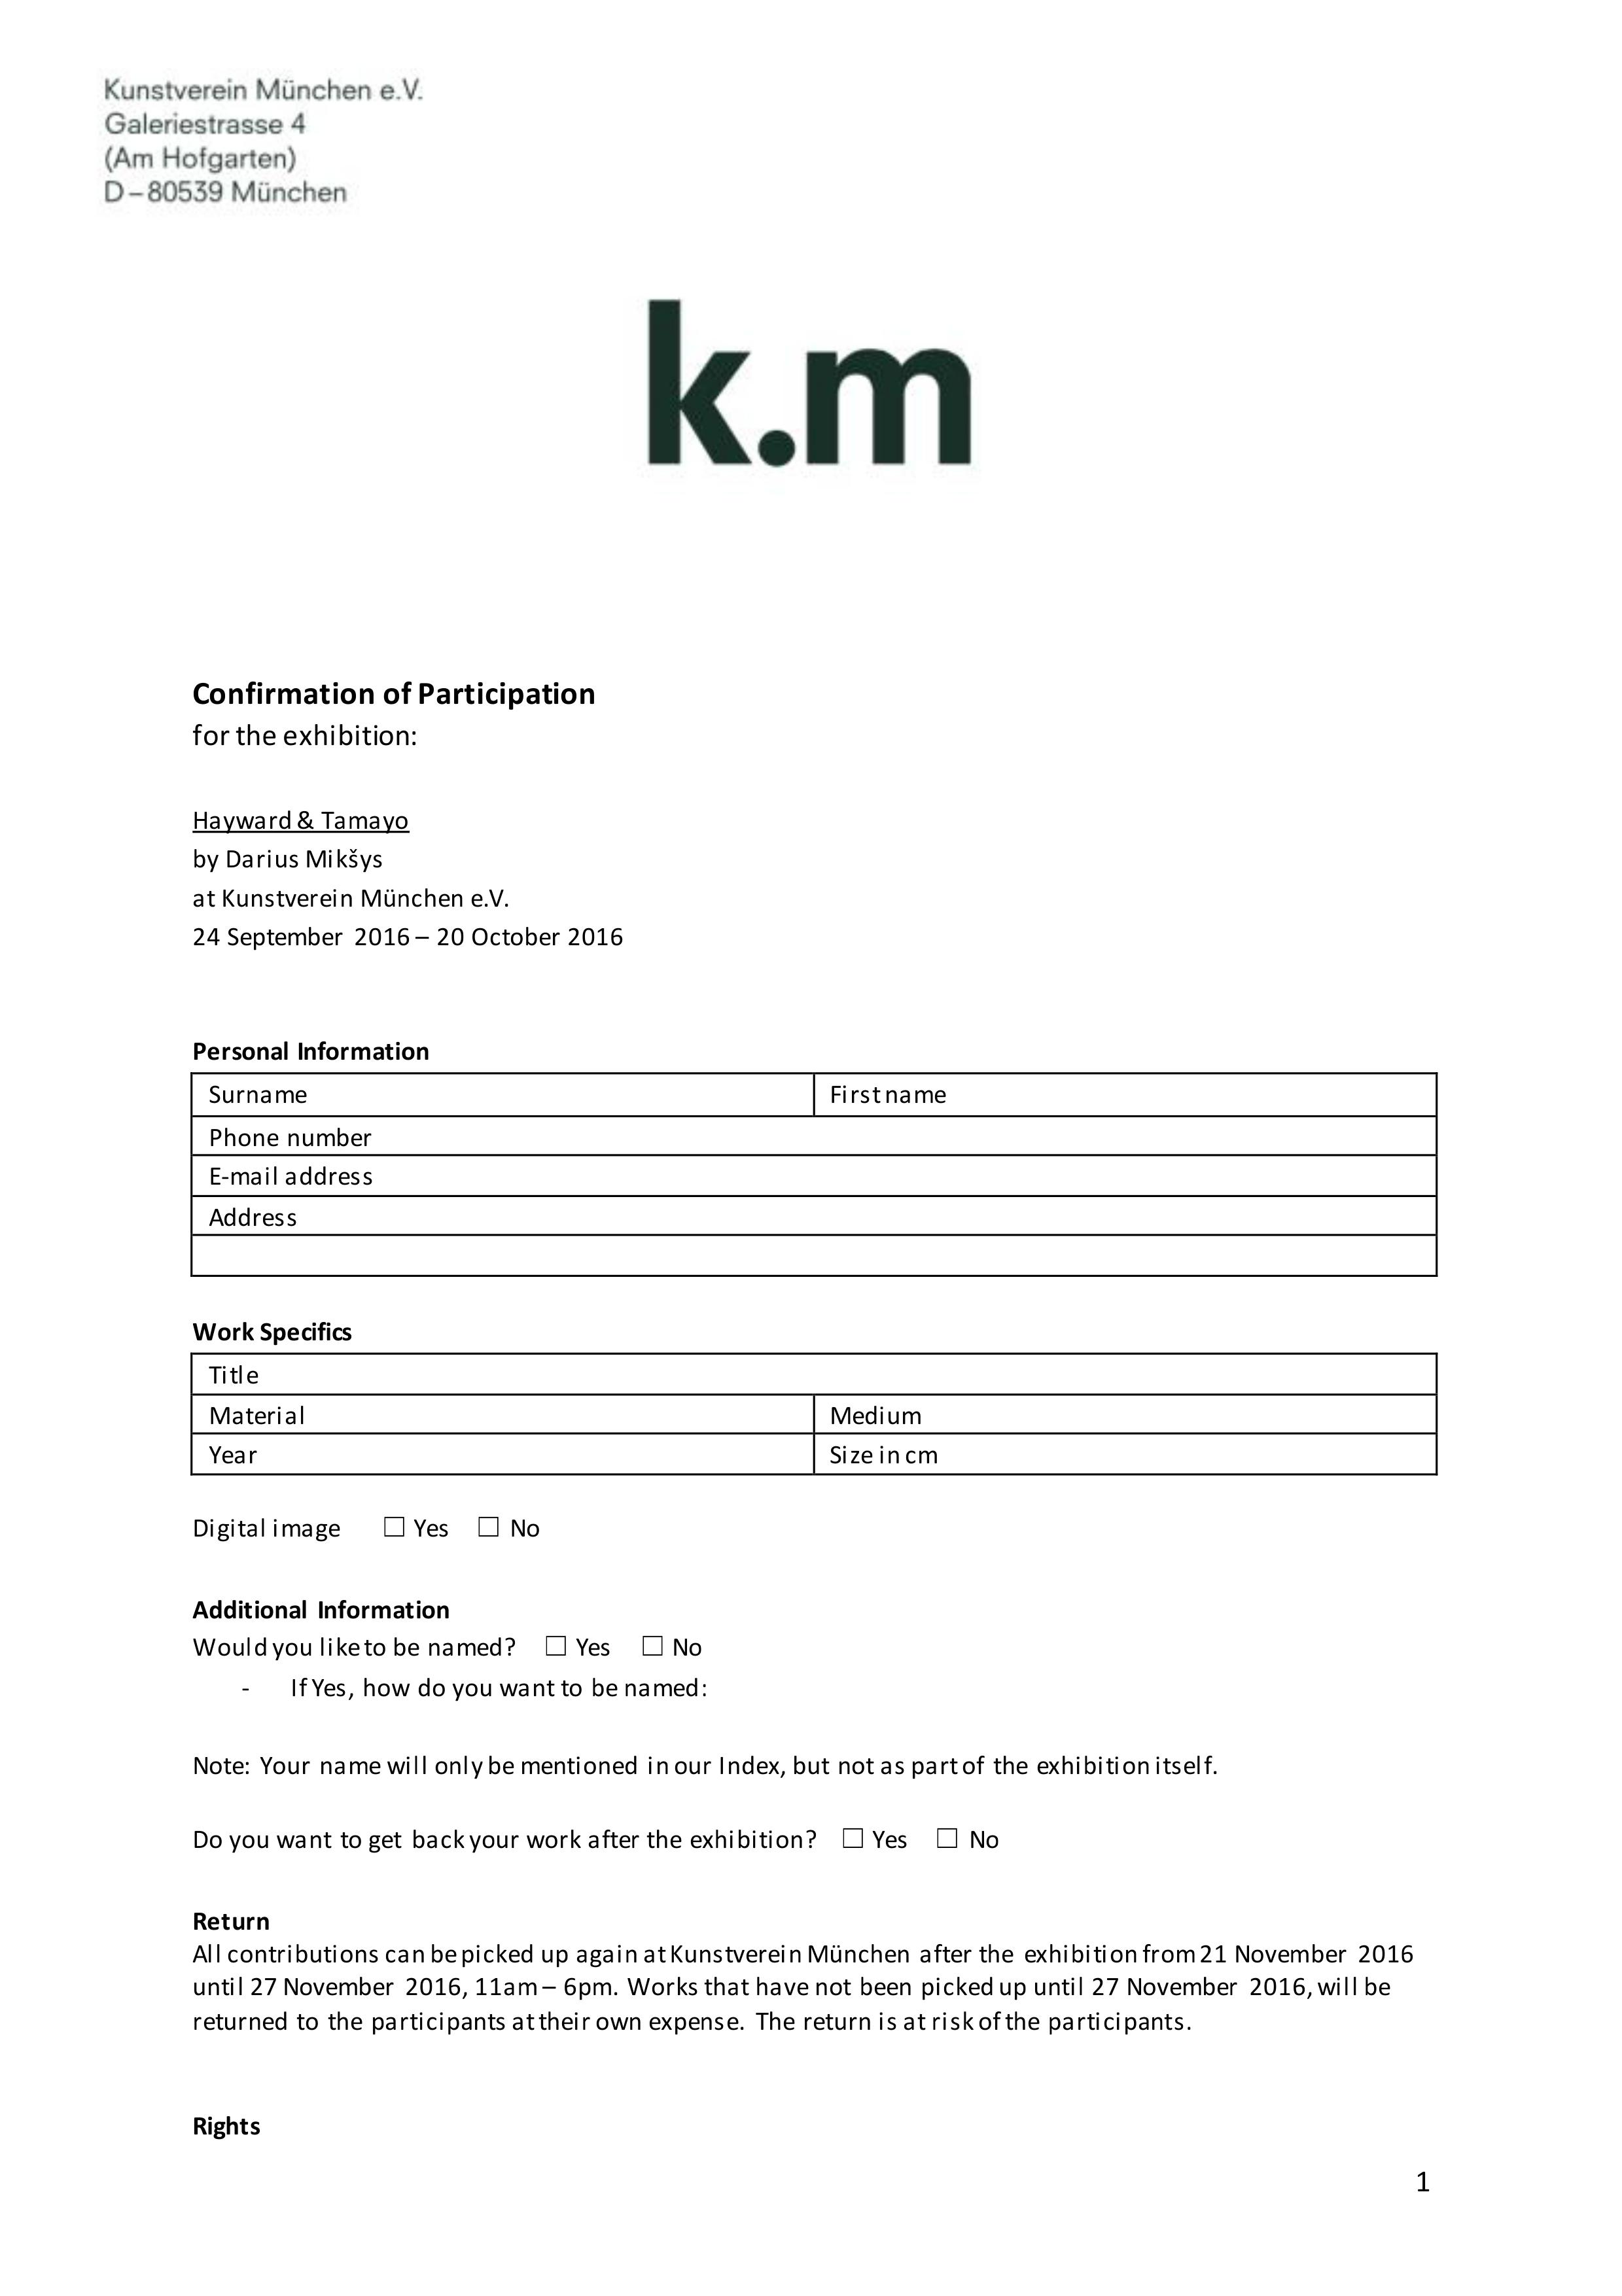 Kunstverein München e.V.
Galeriestrasse 4
(Am Hofgarten)
D–80539 München
k.m
Confirmation of Participation
for the exhibition:
Hayward & Tamayo
by Darius Mikšys
at Kunstverein München e.V.
24 September 2016 – 20 October 2016
Personal Information
Surname First name
Phone number
E-mail address
Address
Work Specifics
Title
Material Medium
Year Size in cm
Digital image ☐ Yes ☐ No
Additional Information
Would you like to be named? ☐ Yes ☐ No
- If Yes, how do you want to be named:
Note: Your name will only be mentioned in our Index, but not as part of the exhibition itself.
Do you want to get back your work after the exhibition? ☐ Yes ☐ No
Return
All contributions can be picked up again at Kunstverein München after the exhibition from 21 November 2016
until 27 November 2016, 11am – 6pm. Works that have not been picked up until 27 November 2016, will be
returned to the participants at their own expense. The return is at risk of the participants.
Rights
1